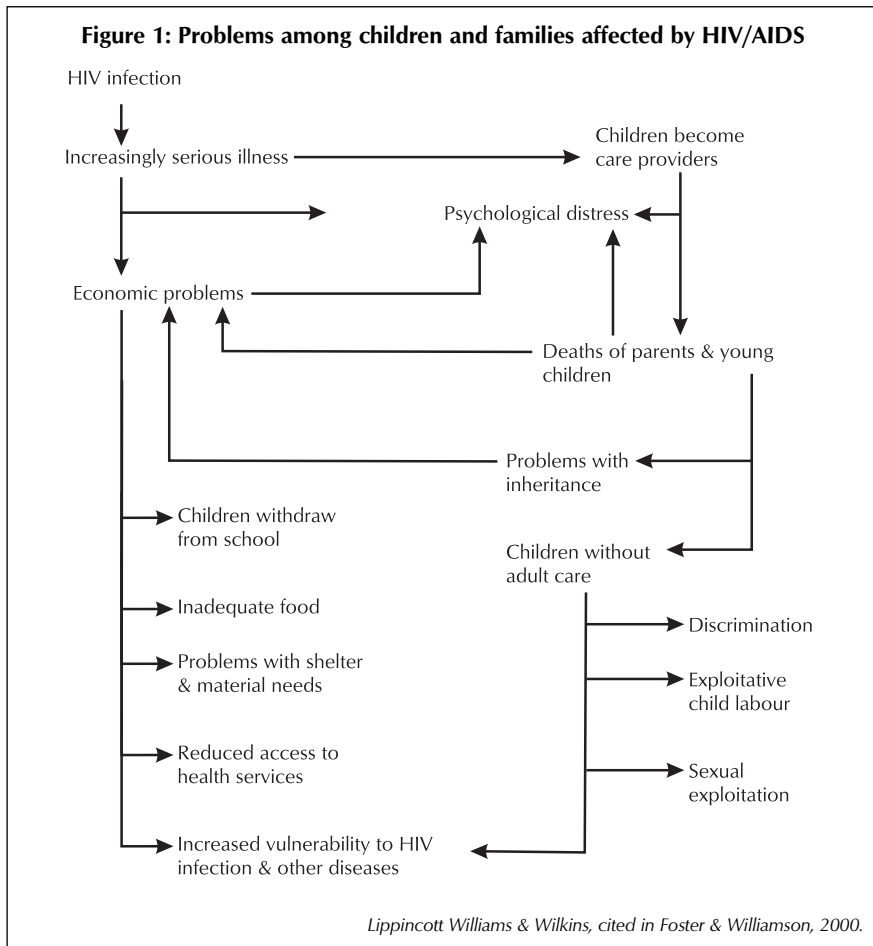 Figure 1: Problems among children and families affected by HIV/AIDS
HIV infection
Increasingly serious illness
Children become
care providers
Psychological distress
Economic problems
Deaths of parents & young
children
Problems with
inheritance
Children withdraw
from school
Children without
adult care
Inadequate food
Discrimination
Problems with shelter
& material needs
Exploitative
child labour
Reduced access to
health services
Sexual
exploitation
Increased vulnerability to HIV
infection & other diseases
Lippincott Williams & Wilkins, cited in Foster & Williamson, 2000.